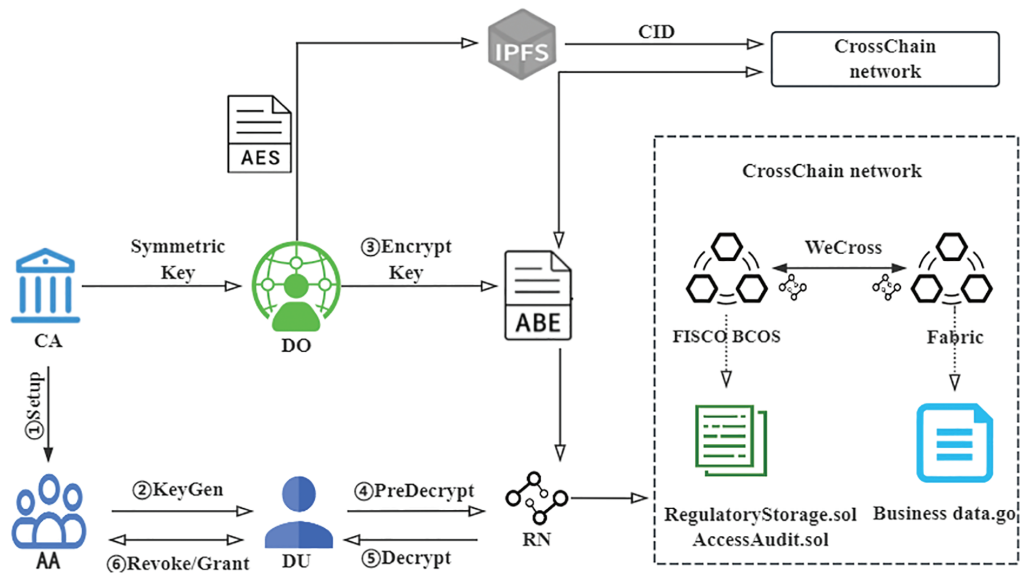 IPFS
CID
CrossChain
network
AES
CrossChain network
Symmetric
Key
③Encrypt
Key
WeCross
ABE
CA
DO
FISCO BCOS
Fabric
①Setup
②KeyGen
④PreDecrypt
RegulatoryStorage.sol
AccessAudit.sol
Business data.go
RN
AA
⑥Revoke/Grant
DU
⑤Decrypt